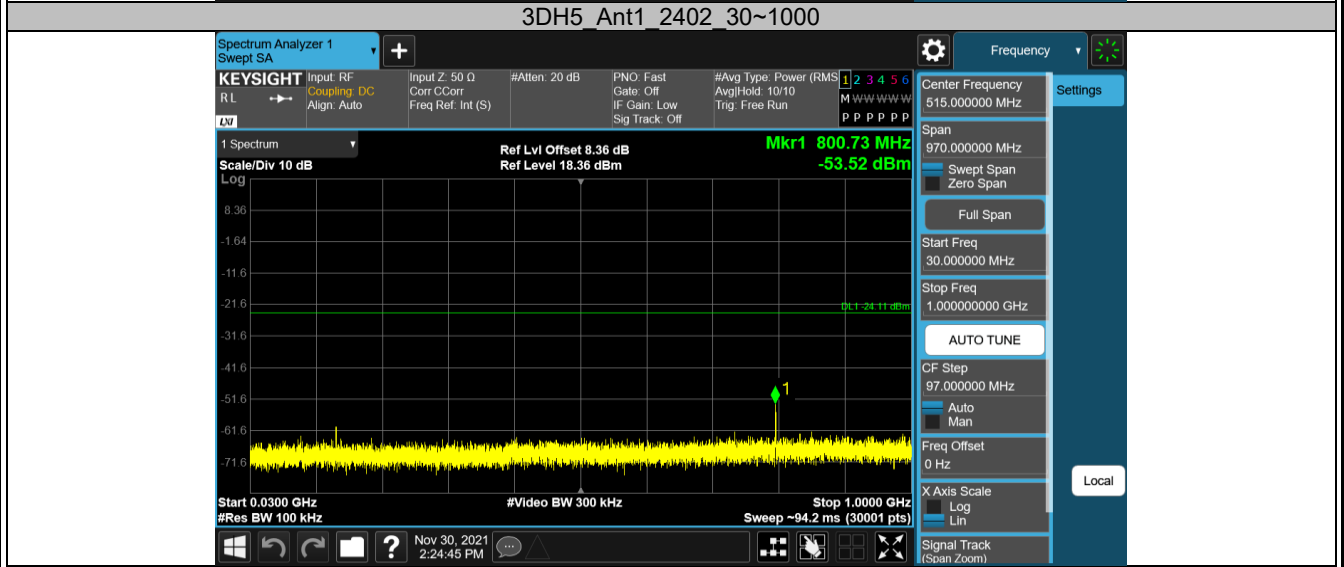 3DH5_Ant1_2402_30~1000
Spectrum Analyzer 1
Swept SA
+
Frequency
KEYSIGHT
RL
LXI
Input: RF
Coupling: DC
Align: Auto
Input Z: 50 Ω
Corr CCorr
Freq Ref: Int (S)
#Atten: 20 dB
PNO: Fast
Gate: Off
IF Gain: Low
Sig Track: Off
#Avg Type: Power (RMS
Avg|Hold: 10/10
Trig: Free Run
1 2 3 4 5 6
M W W W W W
P P P P P P
1 Spectrum
Scale/Div 10 dB
Log
Ref Lvl Offset 8.36 dB
Ref Level 18.36 dBm
Mkr1 800.73 MHz
-53.52 dBm
8.36
-1.64
-11.6
-21.6
-31.6
-41.6
-51.6
-61.6
-71.6
DL1 -24.11 dBm
1
Start 0.0300 GHz
#Res BW 100 kHz
#Video BW 300 kHz
Stop 1.0000 GHz
Sweep ~94.2 ms (30001 pts)
Nov 30, 2021
2:24:45 PM
?
Center Frequency
515.000000 MHz
Span
970.000000 MHz
Swept Span
Zero Span
Full Span
Start Freq
30.000000 MHz
Stop Freq
1.000000000 GHz
AUTO TUNE
CF Step
97.000000 MHz
Auto
Man
Freq Offset
0 Hz
X Axis Scale
Log
Lin
Signal Track
(Span Zoom)
Settings
Local